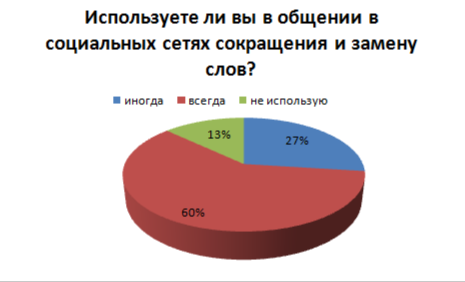 Используете ли вы в общении в
социальных сетях сокращения и замену
слов?
иногда всегда не использую
13%
27%
60%